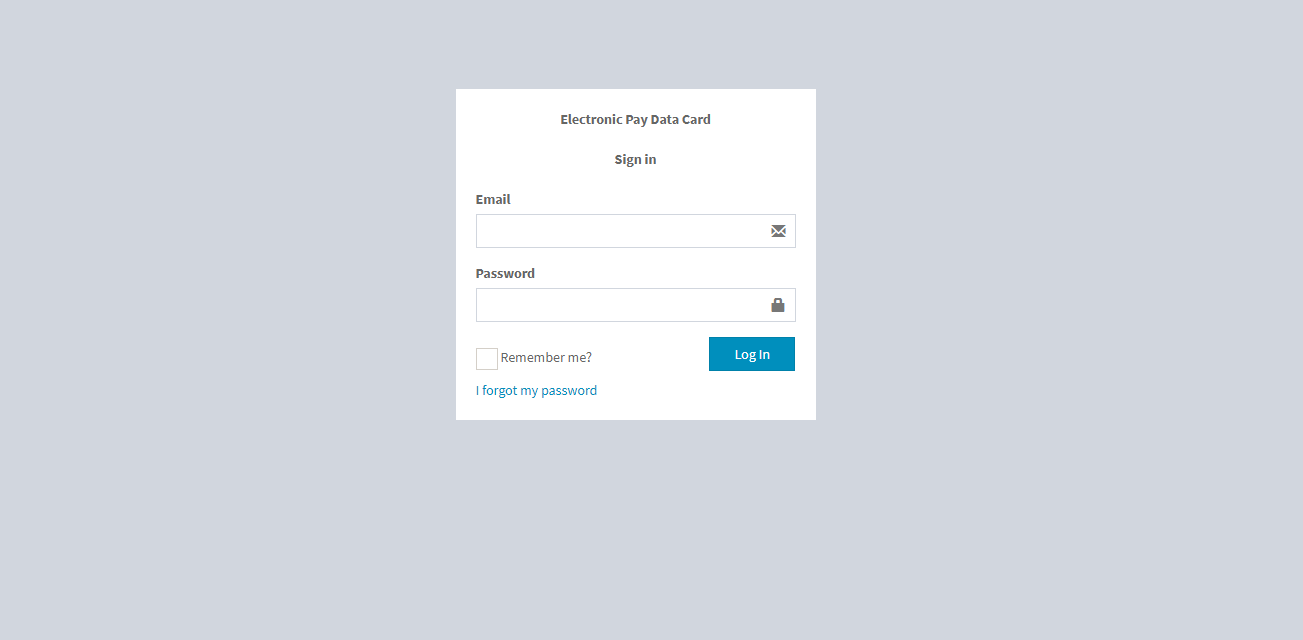 Electronic Pay Data Card
Sign in
Email
Password
Remember me?
Log In
I forgot my password